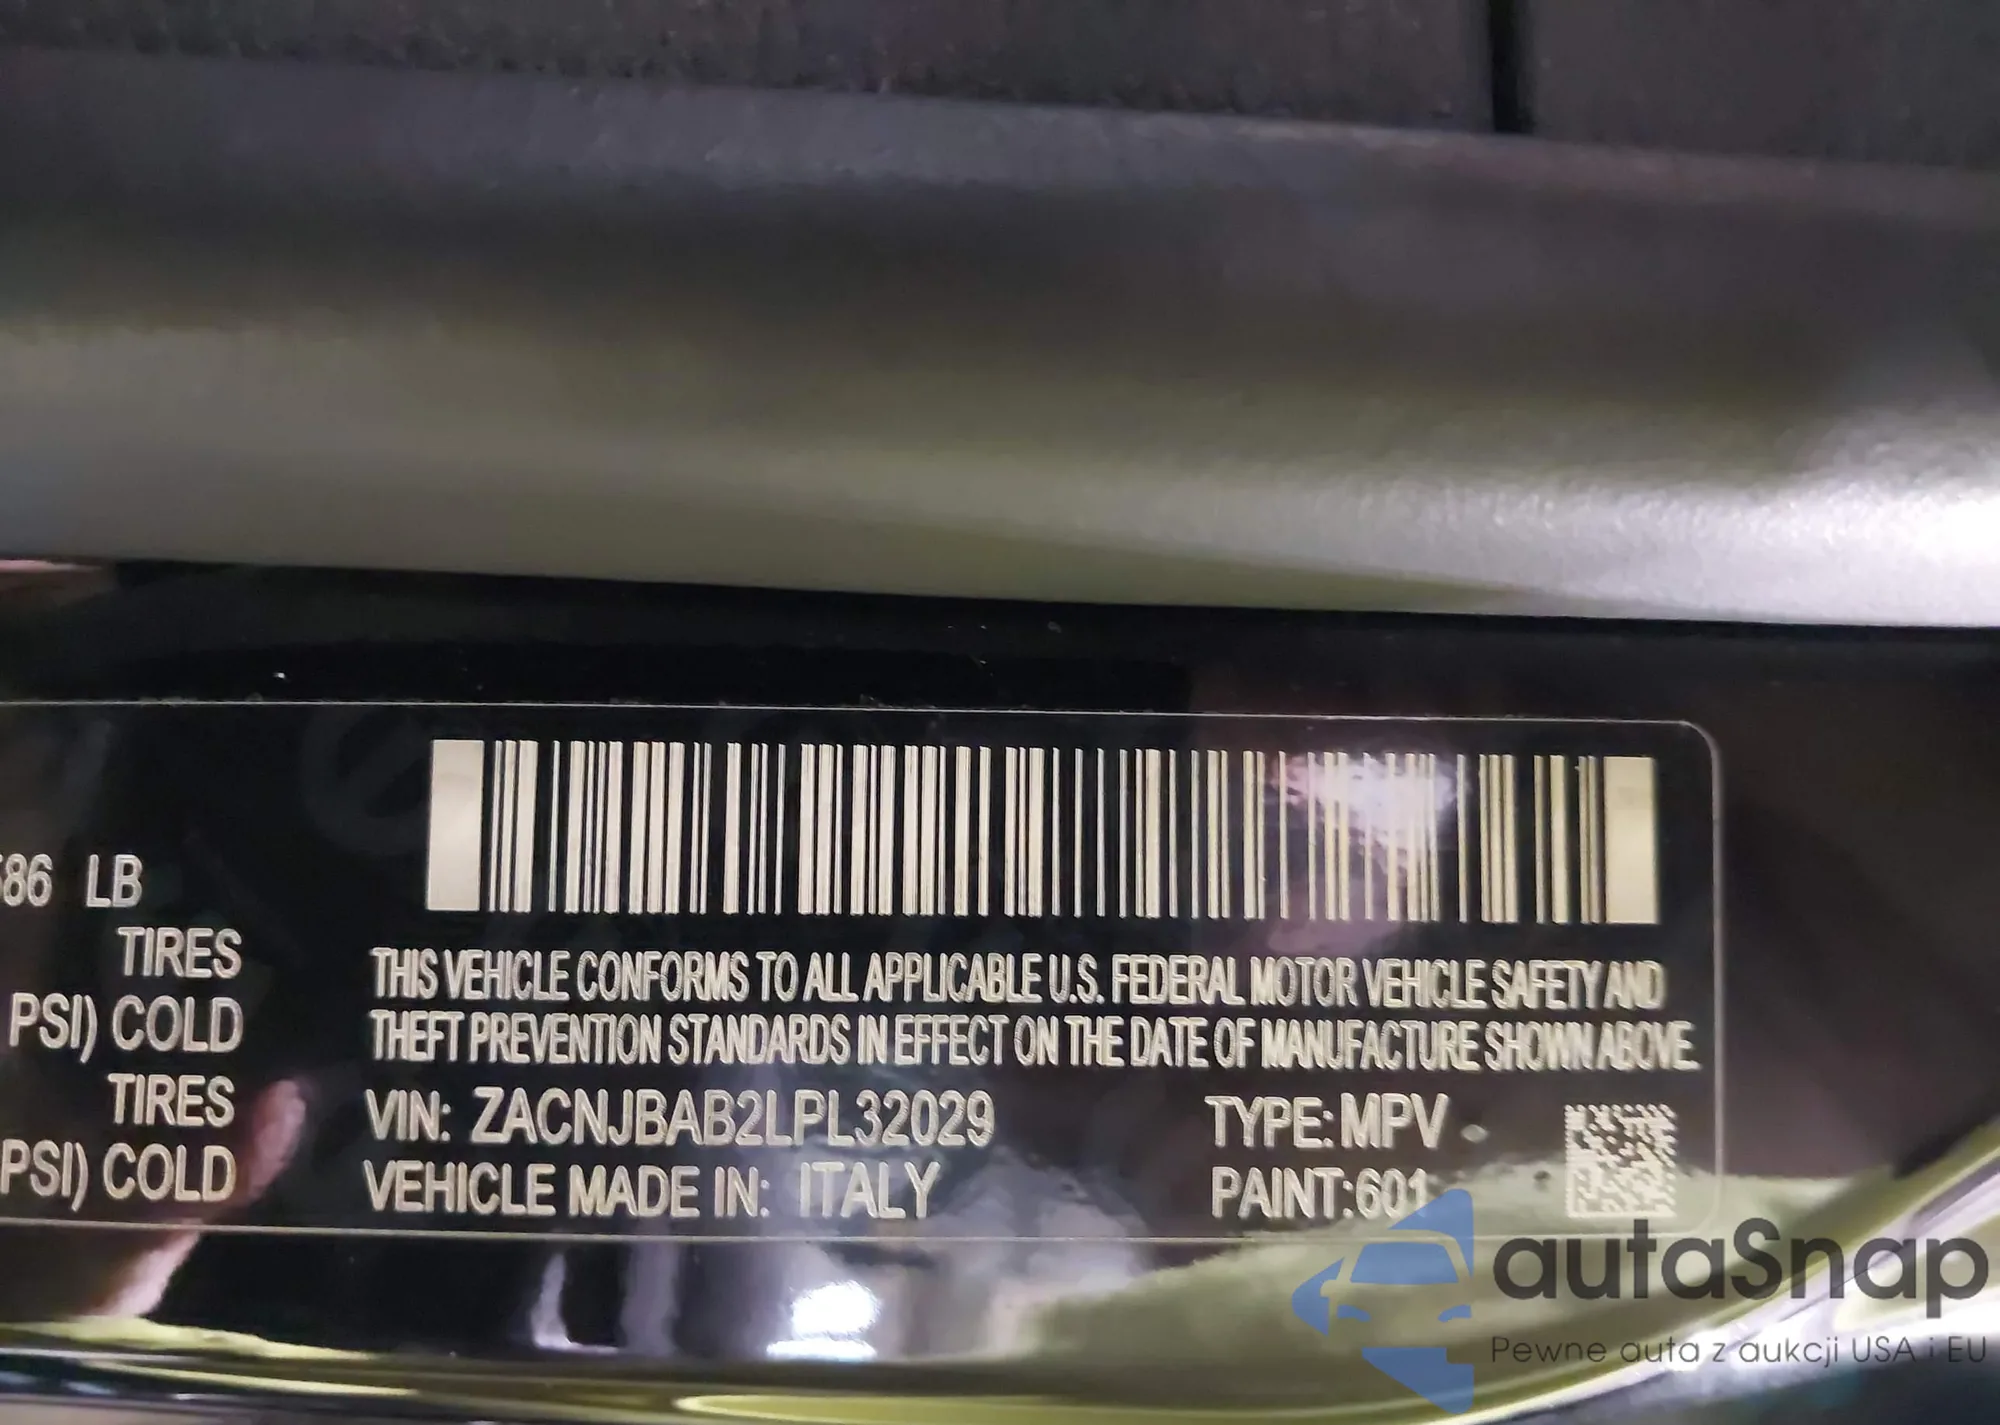 86 LB
TIRES
PSI) COLD
TIRES
PSI) COLD
THIS VEHICLE CONFORMS TO ALL APPLICABLE U.S. FEDERAL MOTOR VEHICLE SAFETY AND
THEFT PREVENTION STANDARDS IN EFFECT ON THE DATE OF MANUFACTURE SHOWN ABOVE.
VIN: ZACNJBAB2LPL32029 TYPE: MPV
VEHICLE MADE IN: ITALY PAINT:601
autaSnap
Pewne auta z aukcji USA i EU